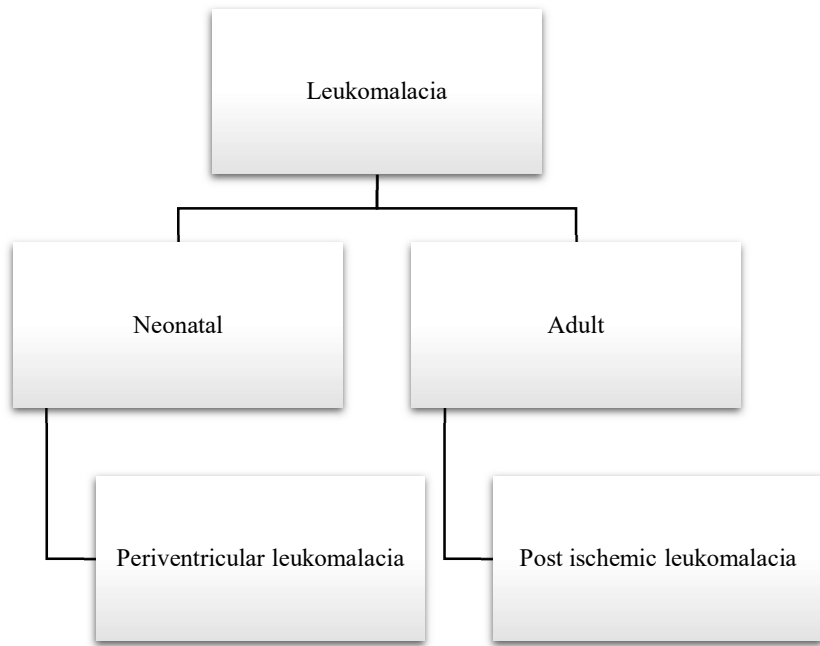 Leukomalacia
Neonatal
Adult
Periventricular leukomalacia
Post ischemic leukomalacia